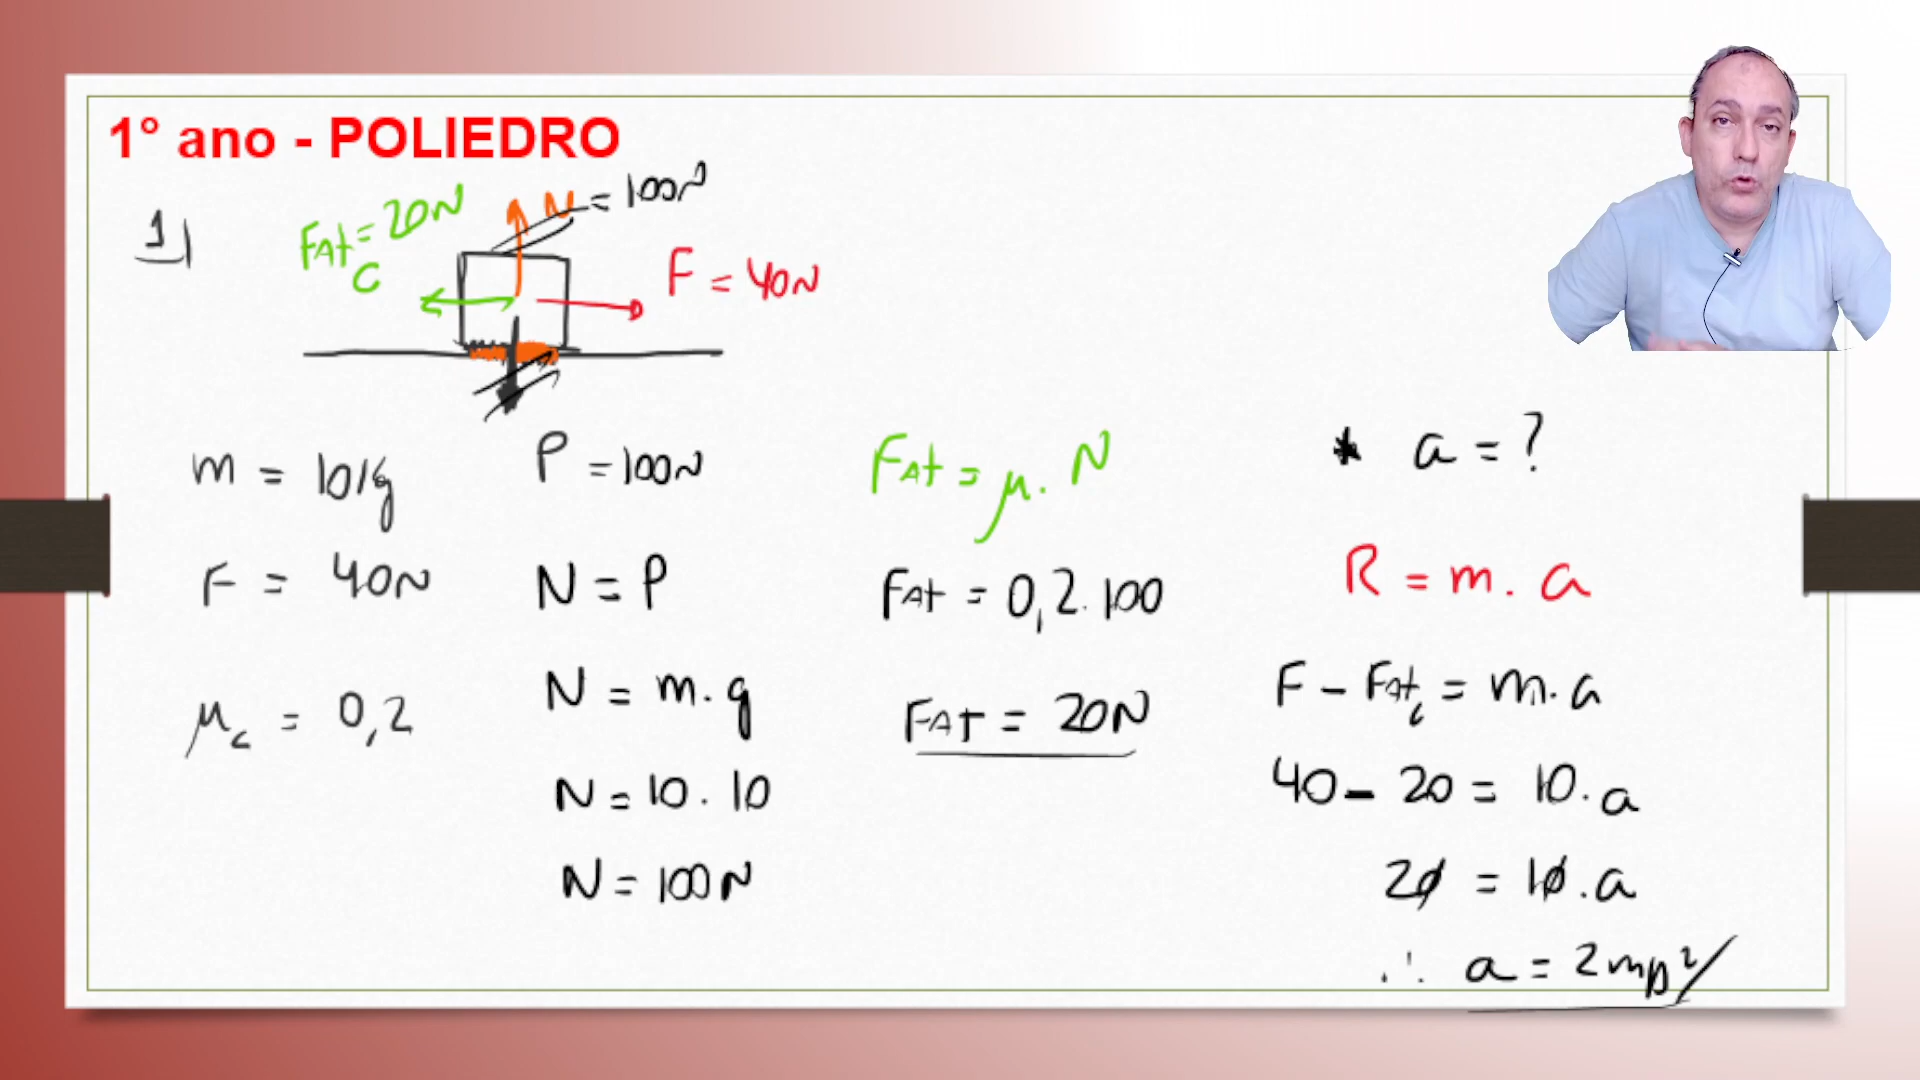 1° ano - POLIEDRO
1)
FAt = 20N
C
N = 100N
F = 40N
m = 10kg
F = 40N
μc = 0,2
P = 100N
N = P
N = m.g
N = 10.10
N = 100N
FAt = μ.N
FAt = 0,2.100
FAT = 20N
* a = ?
R = m.a
F - FAtc = m.a
40 - 20 = 10.a
20 = 10.a
∴ a = 2m/s²